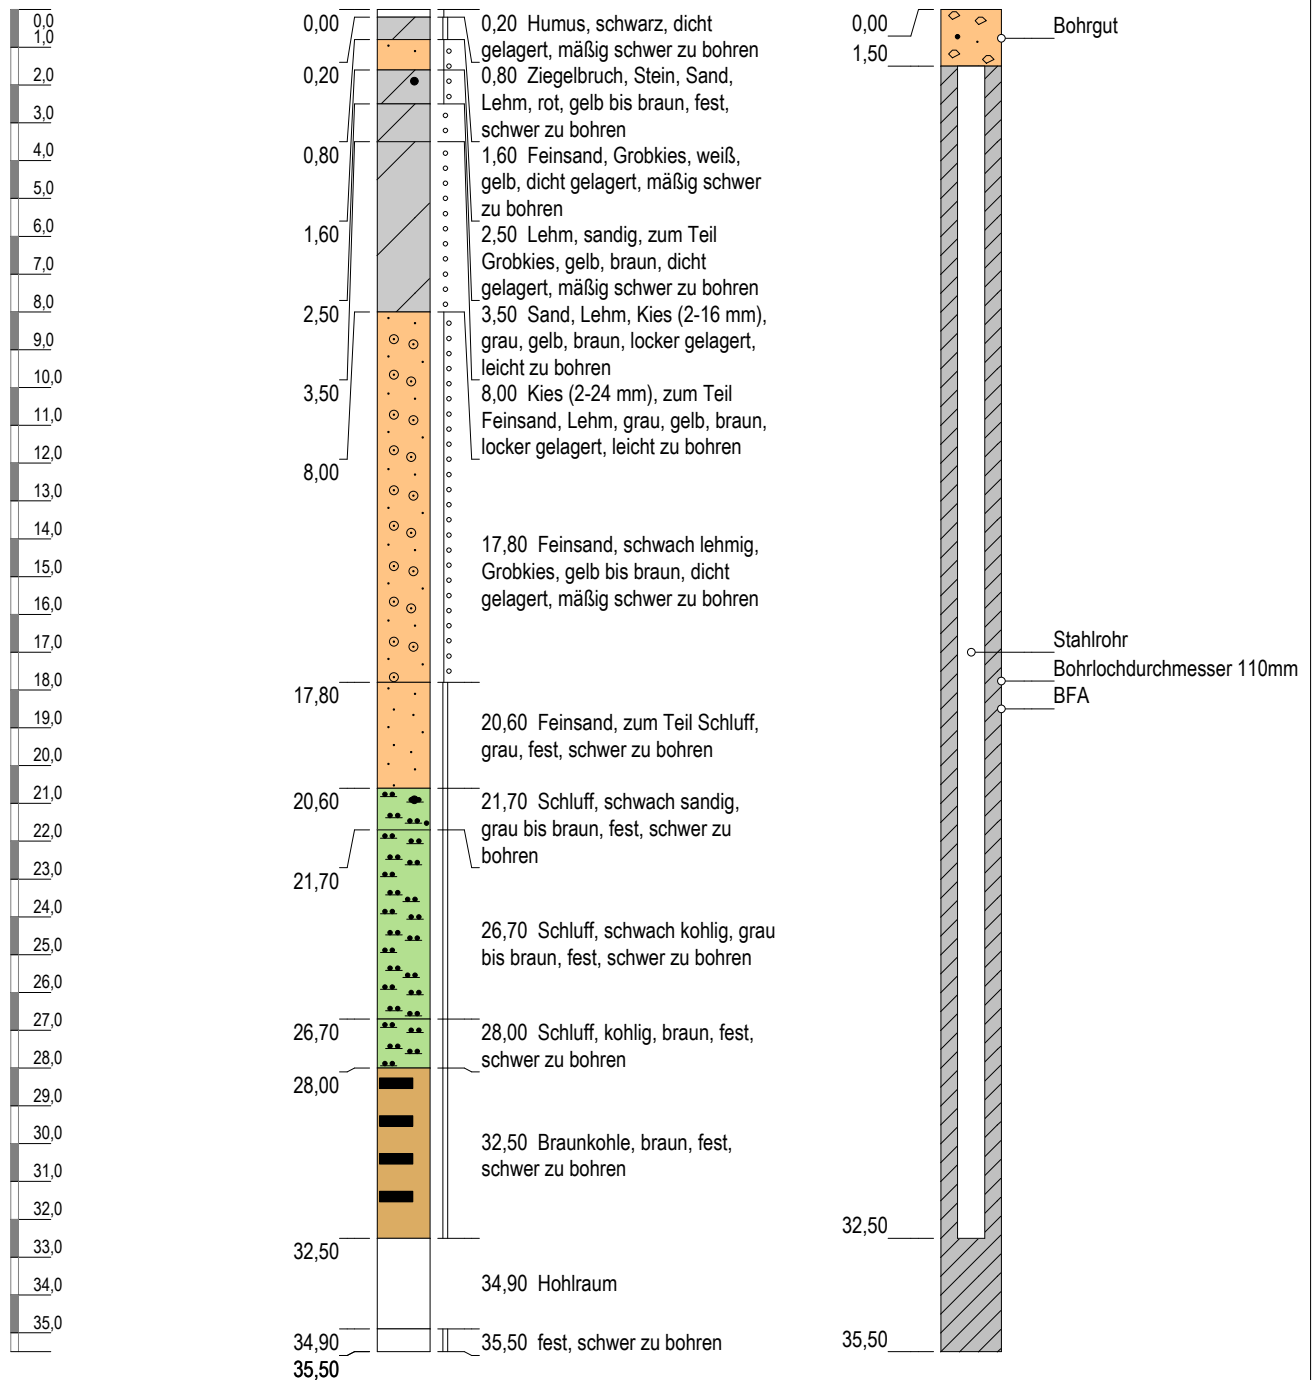 0,0
1,0
2,0
3,0
4,0
5,0
6,0
7,0
8,0
9,0
10,0
11,0
12,0
13,0
14,0
15,0
16,0
17,0
18,0
19,0
20,0
21,0
22,0
23,0
24,0
25,0
26,0
27,0
28,0
29,0
30,0
31,0
32,0
33,0
34,0
35,0
0,00
0,20
0,80
1,60
2,50
3,50
8,00
17,80
20,60
21,70
26,70
28,00
32,50
34,90
35,50
0,20 Humus, schwarz, dicht
gelagert, mäßig schwer zu bohren
0,80 Ziegelbruch, Stein, Sand,
Lehm, rot, gelb bis braun, fest,
schwer zu bohren
1,60 Feinsand, Grobkies, weiß,
gelb, dicht gelagert, mäßig schwer
zu bohren
2,50 Lehm, sandig, zum Teil
Grobkies, gelb, braun, dicht
gelagert, mäßig schwer zu bohren
3,50 Sand, Lehm, Kies (2-16 mm),
grau, gelb, braun, locker gelagert,
leicht zu bohren
8,00 Kies (2-24 mm), zum Teil
Feinsand, Lehm, grau, gelb, braun,
locker gelagert, leicht zu bohren
17,80 Feinsand, schwach lehmig,
Grobkies, gelb bis braun, dicht
gelagert, mäßig schwer zu bohren
20,60 Feinsand, zum Teil Schluff,
grau, fest, schwer zu bohren
21,70 Schluff, schwach sandig,
grau bis braun, fest, schwer zu
bohren
26,70 Schluff, schwach kohlig, grau
bis braun, fest, schwer zu bohren
28,00 Schluff, kohlig, braun, fest,
schwer zu bohren
32,50 Braunkohle, braun, fest,
schwer zu bohren
34,90 Hohlraum
35,50 fest, schwer zu bohren
0,00
1,50
32,50
35,50
Bohrgut
Stahlrohr
Bohrlochdurchmesser 110mm
BFA